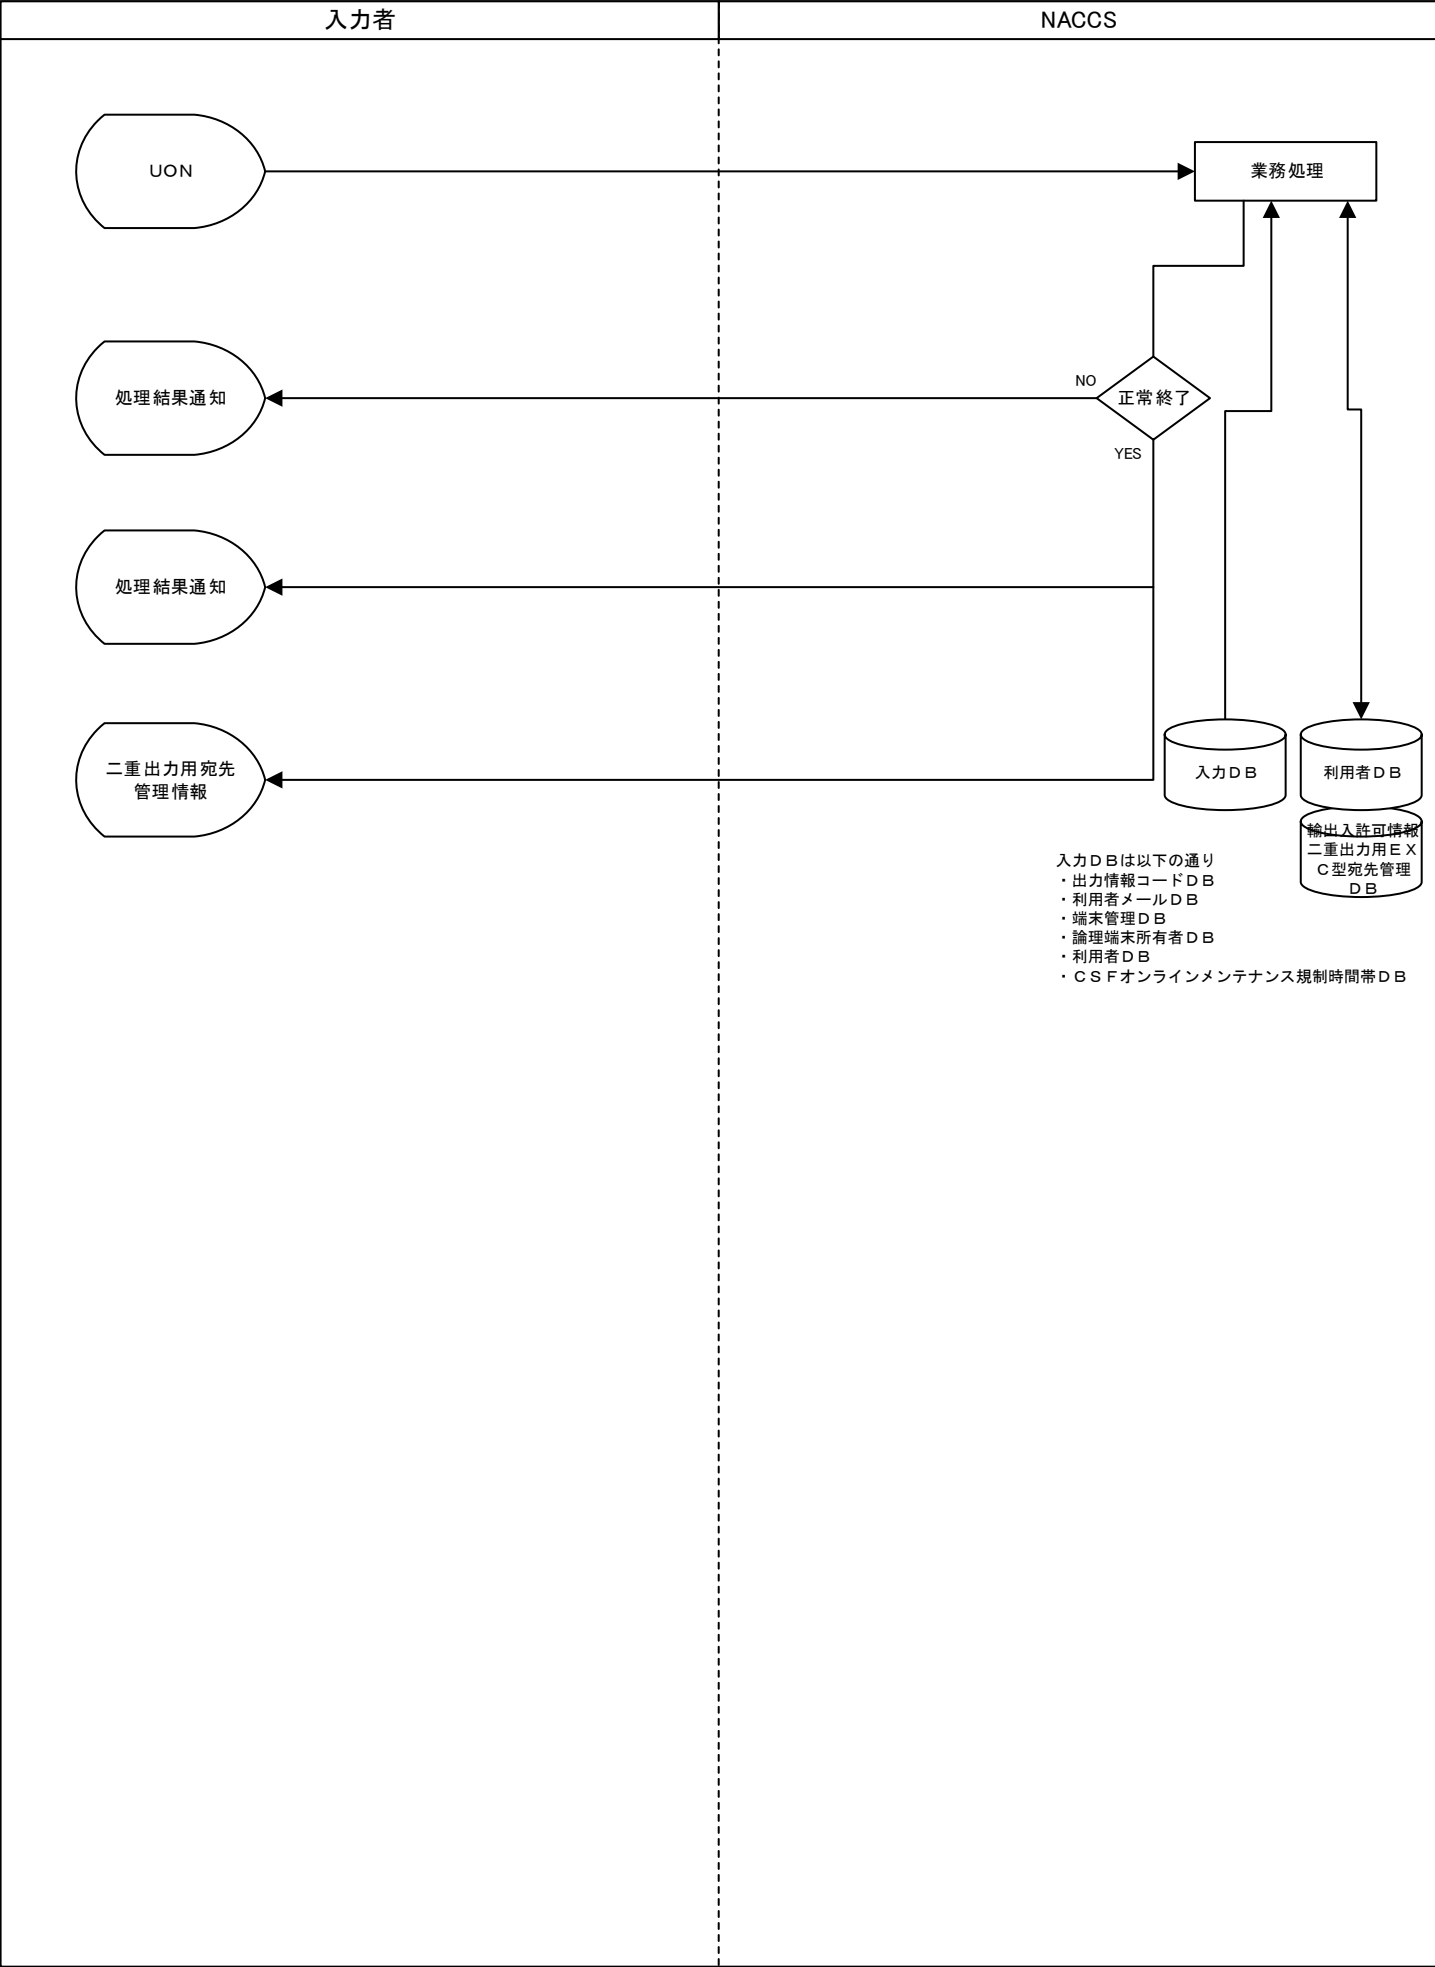 入力者
NACCS
UON
業務処理
処理結果通知
NO
正常終了
YES
処理結果通知
二重出力用宛先
管理情報
入力ＤＢ
利用者ＤＢ
輸出入許可情報
二重出力用ＥＸ
Ｃ型宛先管理
ＤＢ
入力ＤＢは以下の通り
・出力情報コードＤＢ
・利用者メールＤＢ
・端末管理ＤＢ
・論理端末所有者ＤＢ
・利用者ＤＢ
・ＣＳＦオンラインメンテナンス規制時間帯ＤＢ